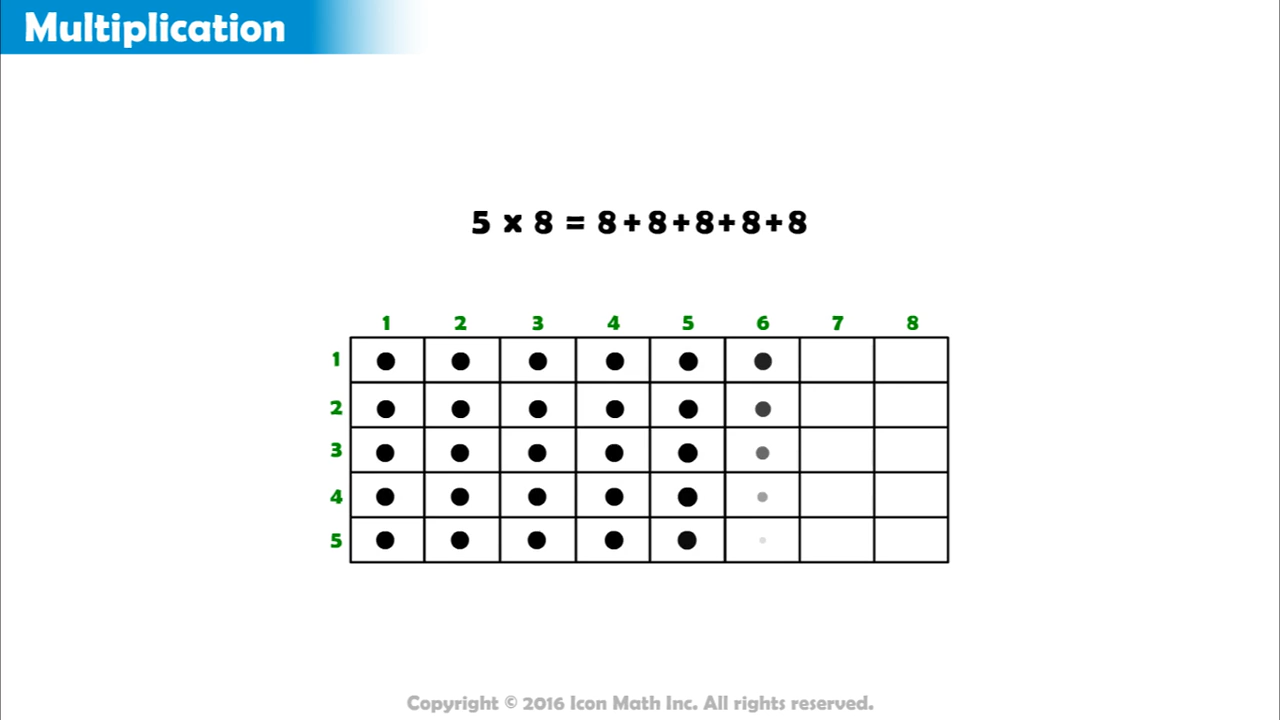 Multiplication
5 x 8 = 8+8+8+8+8
1 2 3 4 5 6 7 8
1
2
3
4
5
Copyright © 2016 Icon Math Inc. All rights reserved.